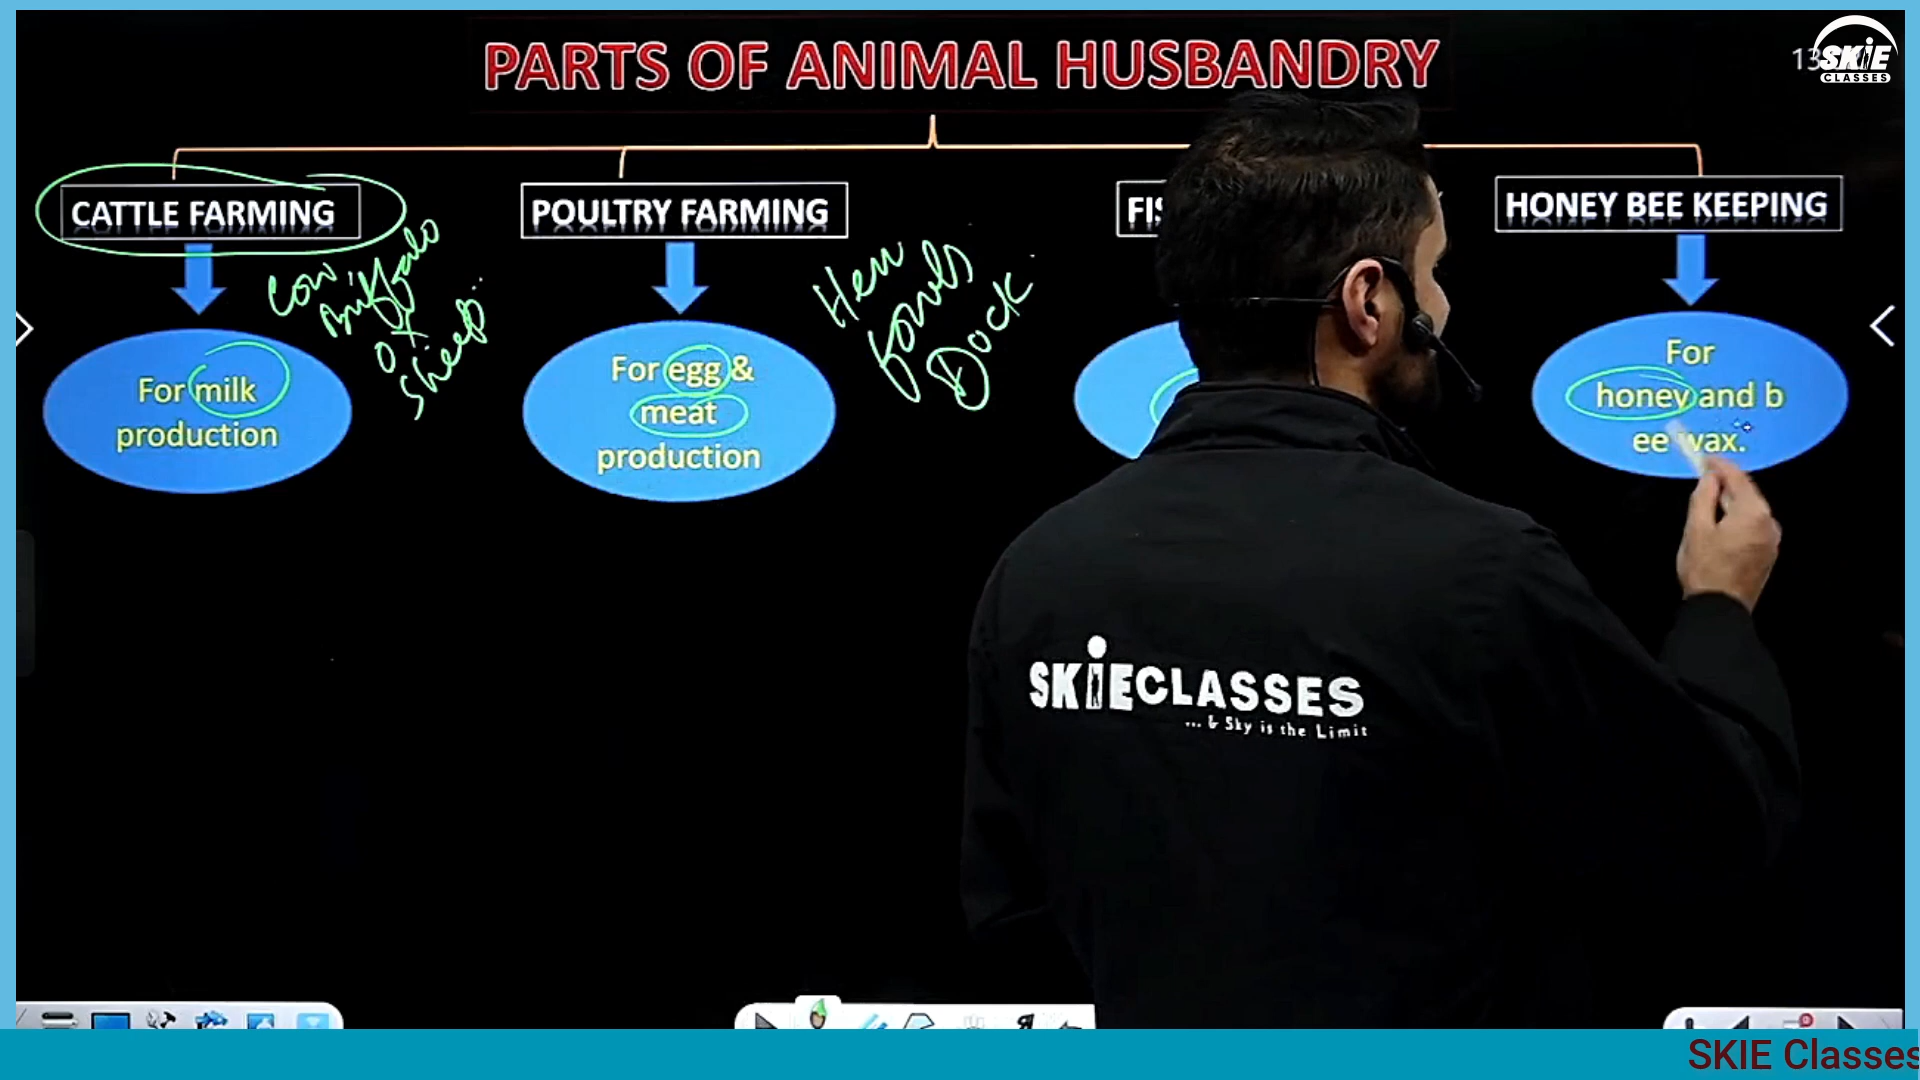 PARTS OF ANIMAL HUSBANDRY
SKiE
CLASSES
CATTLE FARMING
POULTRY FARMING
FIS
HONEY BEE KEEPING
Cow
Buffalo
Ox
Sheep
Hen
fowls
Dock
For milk
production
For egg &
meat
production
For
honey and b
ee wax.
SKiECLASSES
... & Sky is the Limit
SKIE Classes